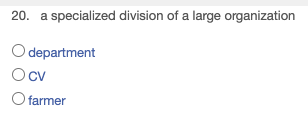 20. a specialized division of a large organization
department
CV
farmer